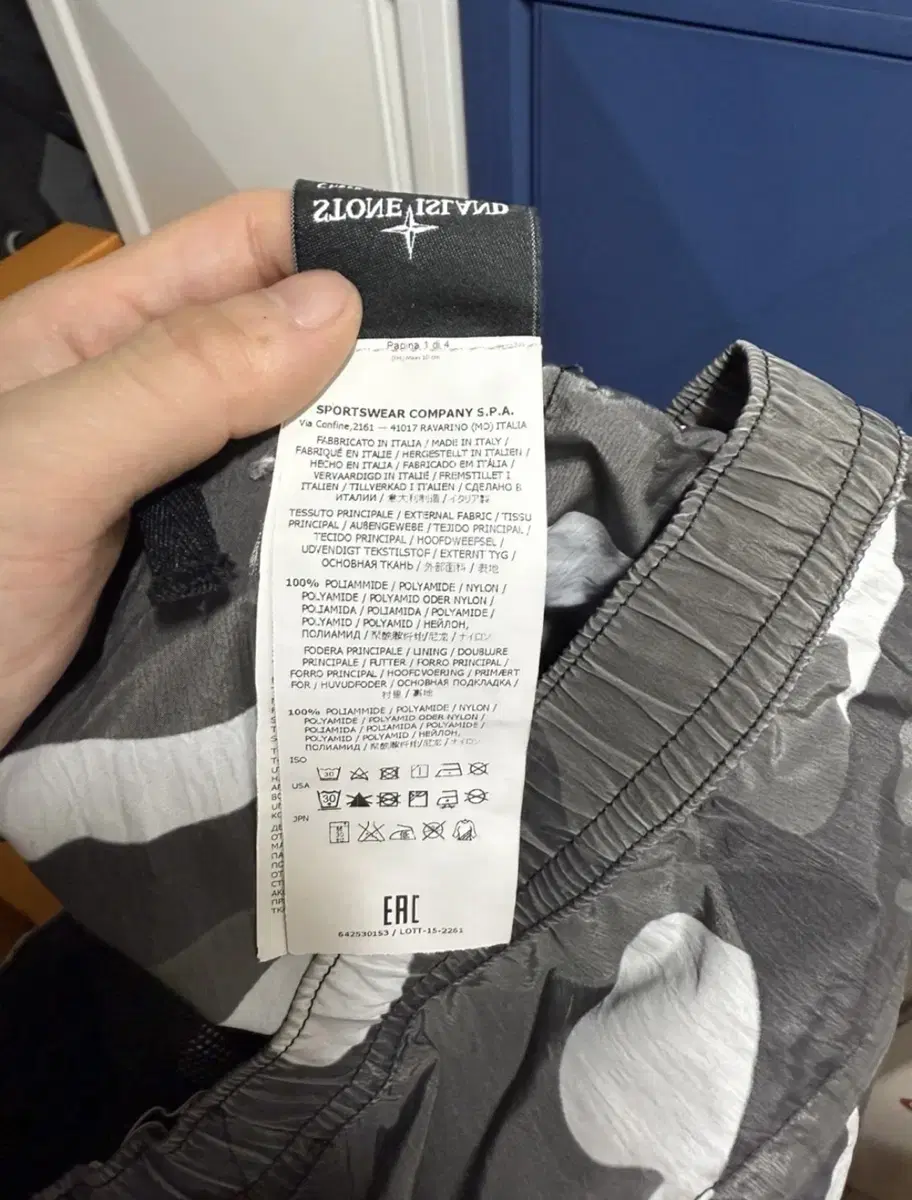 STONE ISLAND
Pagina 1 di 4
SPORTSWEAR COMPANY S.P.A.
Via Confine,2161 — 41017 RAVARINO (MO) ITALIA
FABBRICATO IN ITALIA / MADE IN ITALY /
FABRIQUÉ EN ITALIE / HERGESTELLT IN ITALIEN /
HECHO EN ITALIA / FABRICADO EM ITÁLIA /
VERVAARDIGD IN ITALIË / FREMSTILLET I
ITALIEN / TILLVERKAD I ITALIEN / СДЕЛАНО В
ИТАЛИИ / 意大利制造 / イタリア製
TESSUTO PRINCIPALE / EXTERNAL FABRIC / TISSU
PRINCIPAL / AUßENGEWEBE / TEJIDO PRINCIPAL /
TECIDO PRINCIPAL / HOOFDWEEFSEL /
UDVENDIGT TEKSTILSTOF / EXTERNT TYG /
ОСНОВНАЯ ТКАНЬ / 外部面料 / 表地
100% POLIAMMIDE / POLYAMIDE / NYLON /
POLYAMIDE / POLYAMID ODER NYLON /
POLIAMIDA / POLIAMIDA / POLYAMIDE /
POLYAMID / POLYAMID / НЕЙЛОН,
ПОЛИАМИД / 聚酰胺纤维/尼龙 / ナイロン
FODERA PRINCIPALE / LINING / DOUBLURE
PRINCIPALE / FUTTER / FORRO PRINCIPAL /
FORRO PRINCIPAL / HOOFDVOERING / PRIMÆRT
FOR / HUVUDFODER / ОСНОВНАЯ ПОДКЛАДКА /
村里 / 裏地
100% POLIAMMIDE / POLYAMIDE / NYLON /
POLYAMIDE / POLYAMID ODER NYLON /
POLIAMIDA / POLIAMIDA / POLYAMIDE /
POLYAMID / POLYAMID / НЕЙЛОН,
ПОЛИАМИД / 聚酰胺纤维/尼龙 / ナイロン
ISO
30
USA
30
JPN
EAC
642530153 / LOTT-15-2261